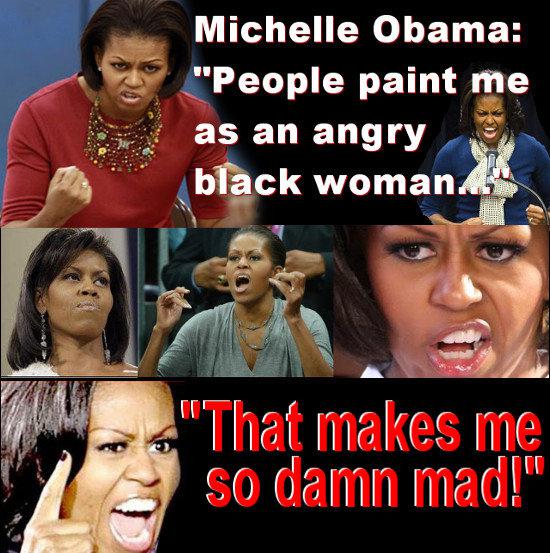 Michelle Obama:
"People paint me
as an angry
black woman..."
"That makes me
so damn mad!"